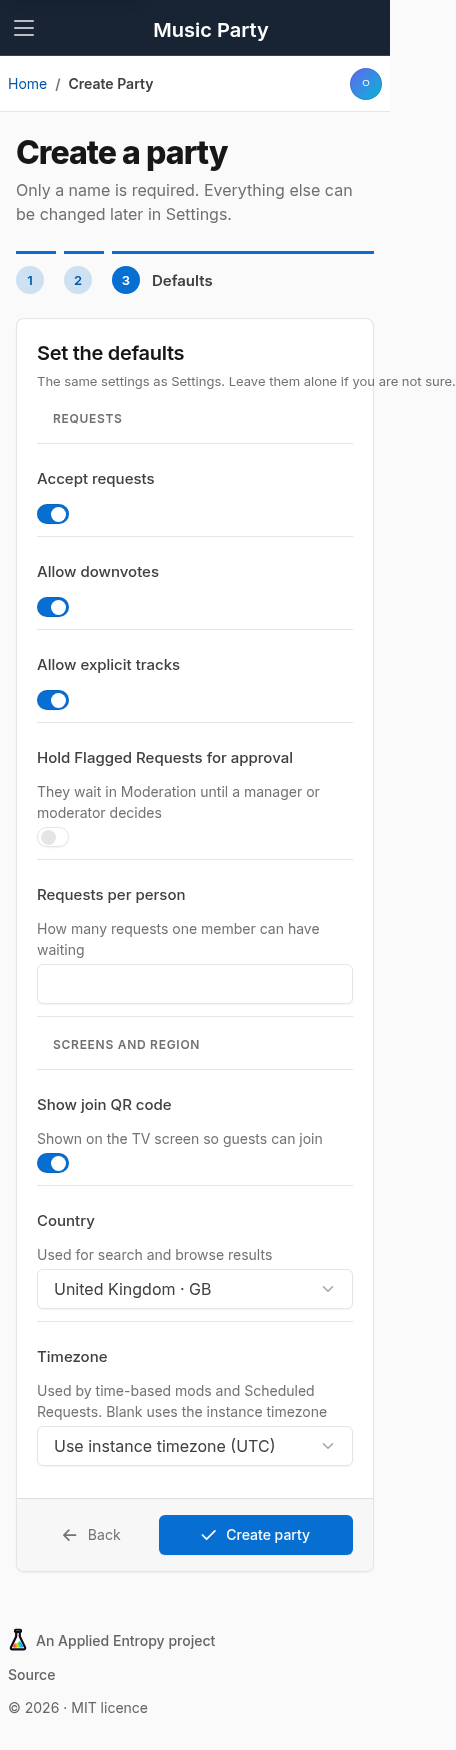 Music Party
Home / Create Party
Create a party
Only a name is required. Everything else can
be changed later in Settings.
1 2 3 Defaults
Set the defaults
The same settings as Settings. Leave them alone if you are not sure.
REQUESTS
Accept requests
Allow downvotes
Allow explicit tracks
Hold Flagged Requests for approval
They wait in Moderation until a manager or
moderator decides
Requests per person
How many requests one member can have
waiting
SCREENS AND REGION
Show join QR code
Shown on the TV screen so guests can join
Country
Used for search and browse results
United Kingdom · GB
Timezone
Used by time-based mods and Scheduled
Requests. Blank uses the instance timezone
Use instance timezone (UTC)
Back
Create party
An Applied Entropy project
Source
© 2026 · MIT licence